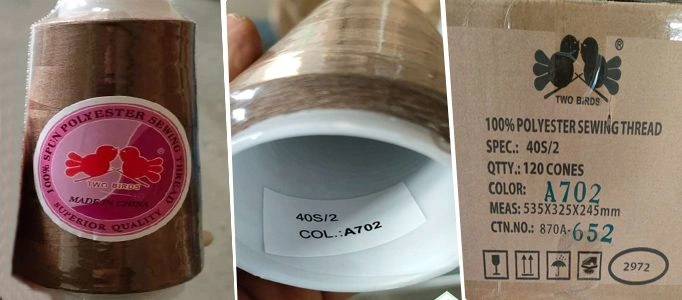 100% SPUN POLYESTER SEWING THREAD
TWO BIRDS
MADE IN CHINA
SUPERIOR QUALITY
40S/2
COL.:A702
®
TWO BIRDS
100% POLYESTER SEWING THREAD
SPEC.: 40S/2
QTTY.: 120 CONES
COLOR: A702
MEAS: 535X325X245mm
CTN.NO.: 870A-652
2972